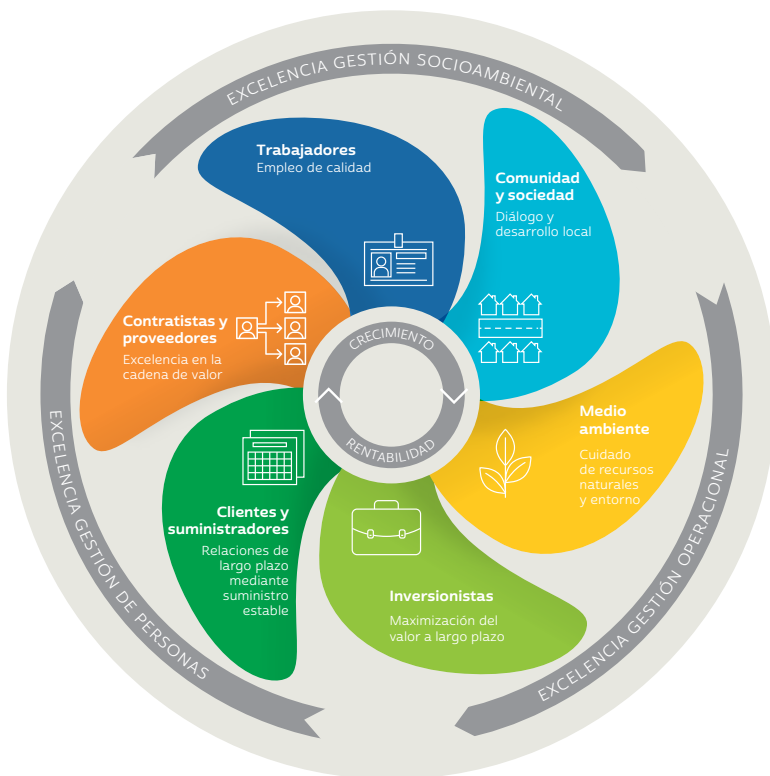 EXCELENCIA GESTIÓN SOCIOAMBIENTAL
Trabajadores
Empleo de calidad
Comunidad
y sociedad
Diálogo y
desarrollo local
Contratistas y
proveedores
Excelencia en la
cadena de valor
CRECIMIENTO
RENTABILIDAD
Medio
ambiente
Cuidado
de recursos
naturales
y entorno
Clientes y
suministradores
Relaciones de
largo plazo
mediante
suministro
estable
Inversionistas
Maximización del
valor a largo plazo
EXCELENCIA GESTIÓN DE PERSONAS
EXCELENCIA GESTIÓN OPERACIONAL